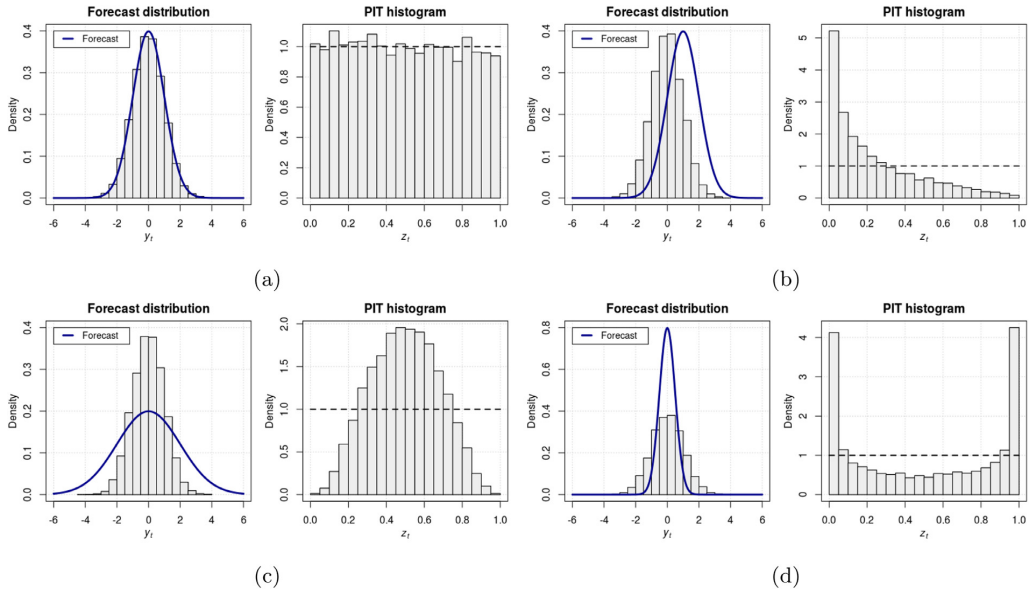 Forecast distribution
0.4
0.3
0.2
0.1
0.0
Density
Forecast
-6 -4 -2 0 2 4 6
y_t
PIT histogram
1.0
0.8
0.6
0.4
0.2
0.0
Density
0.0 0.2 0.4 0.6 0.8 1.0
z_t
(a)
Forecast distribution
0.4
0.3
0.2
0.1
0.0
Density
Forecast
-6 -4 -2 0 2 4 6
y_t
PIT histogram
5
4
3
2
1
0
Density
0.0 0.2 0.4 0.6 0.8 1.0
z_t
(b)
Forecast distribution
0.4
0.3
0.2
0.1
0.0
Density
Forecast
-6 -4 -2 0 2 4 6
y_t
PIT histogram
2.0
1.5
1.0
0.5
0.0
Density
0.0 0.2 0.4 0.6 0.8 1.0
z_t
(c)
Forecast distribution
0.8
0.6
0.4
0.2
0.0
Density
Forecast
-6 -4 -2 0 2 4 6
y_t
PIT histogram
4
3
2
1
0
Density
0.0 0.2 0.4 0.6 0.8 1.0
z_t
(d)